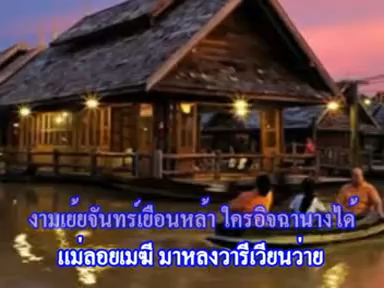 งามเย้ยจันทร์เยือนหล้า ใครอิจฉานางได้
แม่ลอยเมฆี มาหลงวารีเวียนว่าย